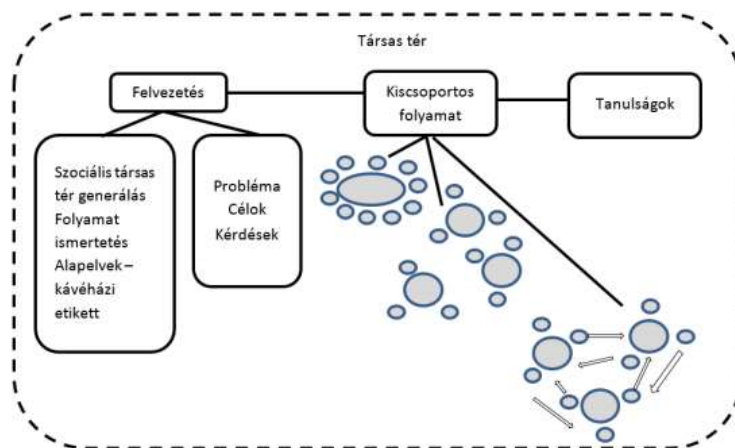 Társas tér
Felvezetés
Kiscsoportos
folyamat
Tanulságok
Szociális társas
tér generálás
Folyamat
ismertetés
Alapelvek –
kávéházi
etikett
Probléma
Célok
Kérdések